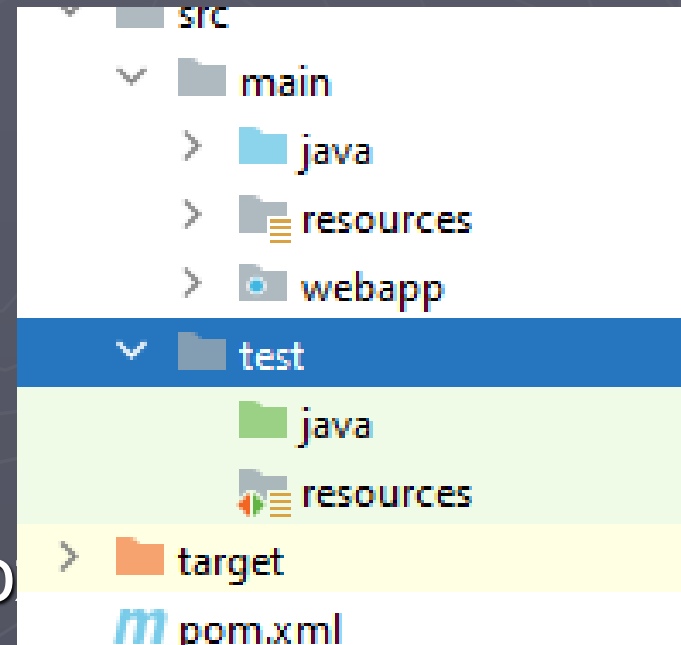 src
main
java
resources
webapp
test
java
resources
target
pom.xml